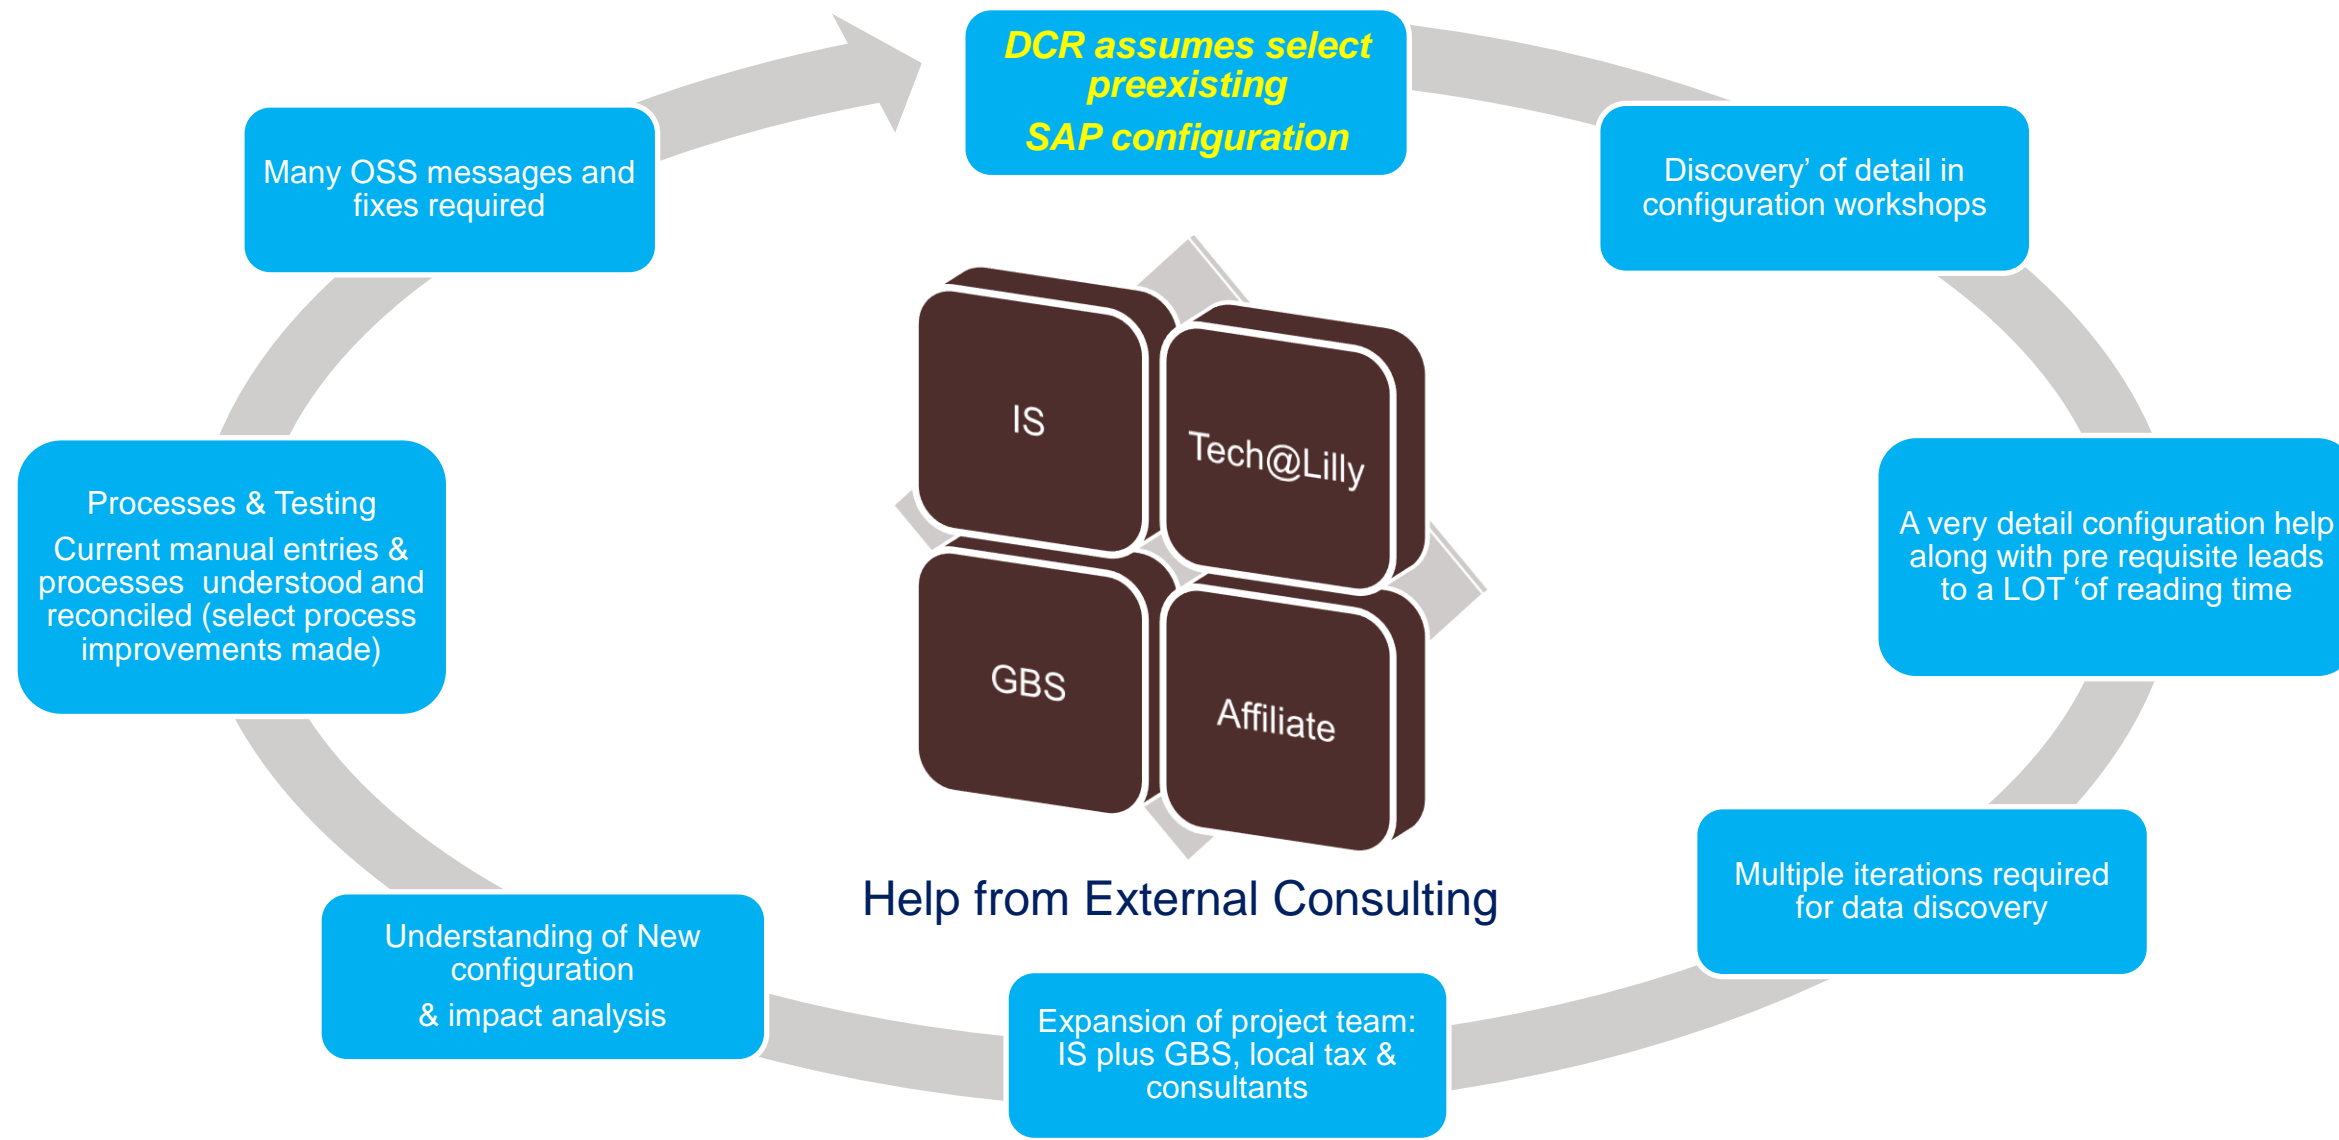 DCR assumes select
preexisting
SAP configuration
Discovery’ of detail in
configuration workshops
A very detail configuration help
along with pre requisite leads
to a LOT ‘of reading time
Multiple iterations required
for data discovery
Expansion of project team:
IS plus GBS, local tax &
consultants
Understanding of New
configuration
& impact analysis
Processes & Testing
Current manual entries &
processes  understood and
reconciled (select process
improvements made)
Many OSS messages and
fixes required
IS
Tech@Lilly
GBS
Affiliate
Help from External Consulting